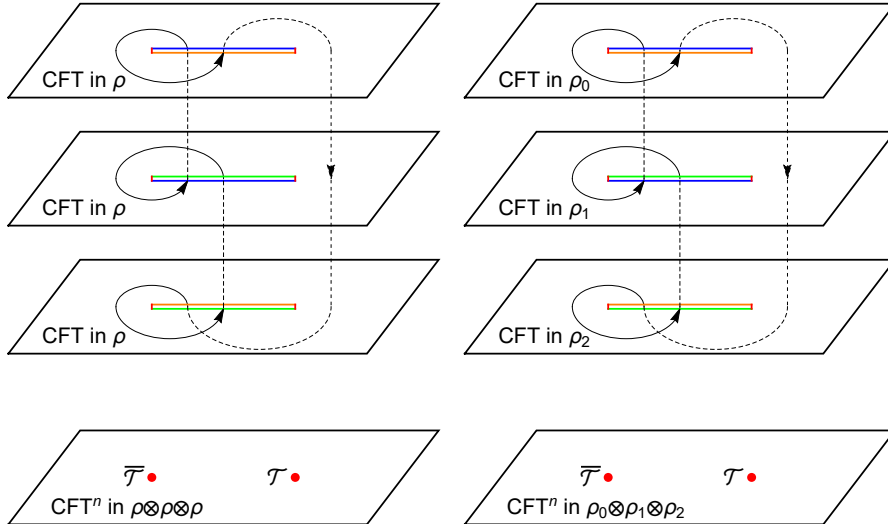 CFT in ρ
CFT in ρ₀
CFT in ρ
CFT in ρ₁
CFT in ρ
CFT in ρ₂
𝒯̅ 𝒯
CFTⁿ in ρ⊗ρ⊗ρ
𝒯̅ 𝒯
CFTⁿ in ρ₀⊗ρ₁⊗ρ₂